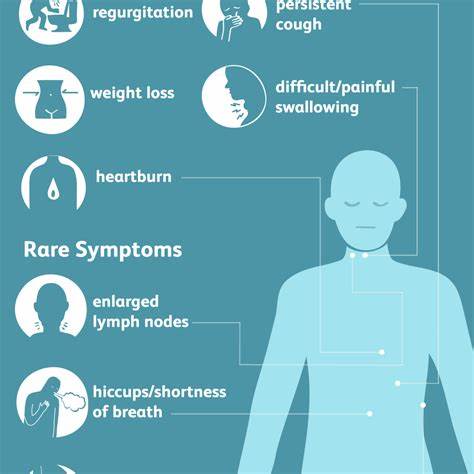 regurgitation
persistent
cough
weight loss
difficult/painful
swallowing
heartburn
Rare Symptoms
enlarged
lymph nodes
hiccups/shortness
of breath